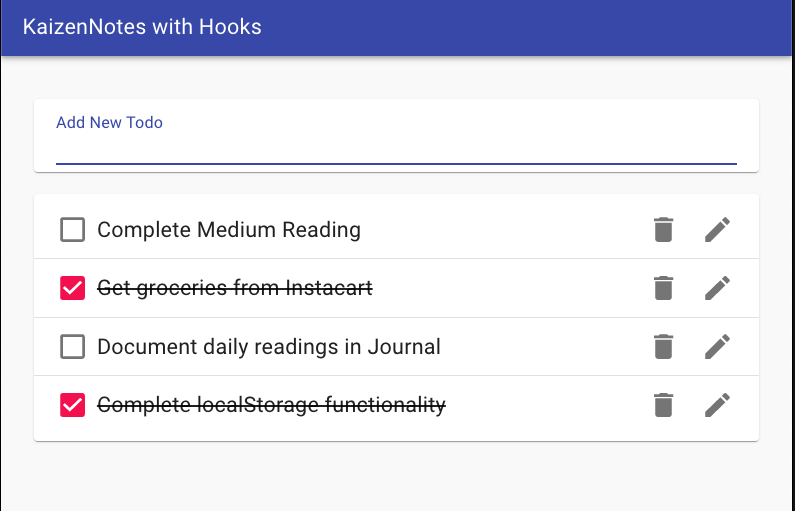 KaizenNotes with Hooks
Add New Todo
Complete Medium Reading
Get groceries from Instacart
Document daily readings in Journal
Complete localStorage functionality